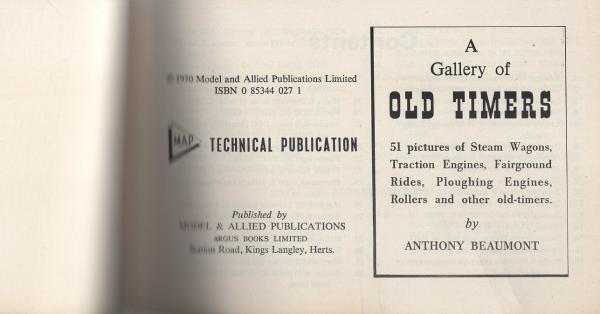 © 1970 Model and Allied Publications Limited
ISBN 0 85344 027 1
MAP
TECHNICAL PUBLICATION
Published by
MODEL & ALLIED PUBLICATIONS
ARGUS BOOKS LIMITED
Station Road, Kings Langley, Herts.
A
Gallery of
OLD TIMERS
51 pictures of Steam Wagons,
Traction Engines, Fairground
Rides, Ploughing Engines,
Rollers and other old-timers.
by
ANTHONY BEAUMONT